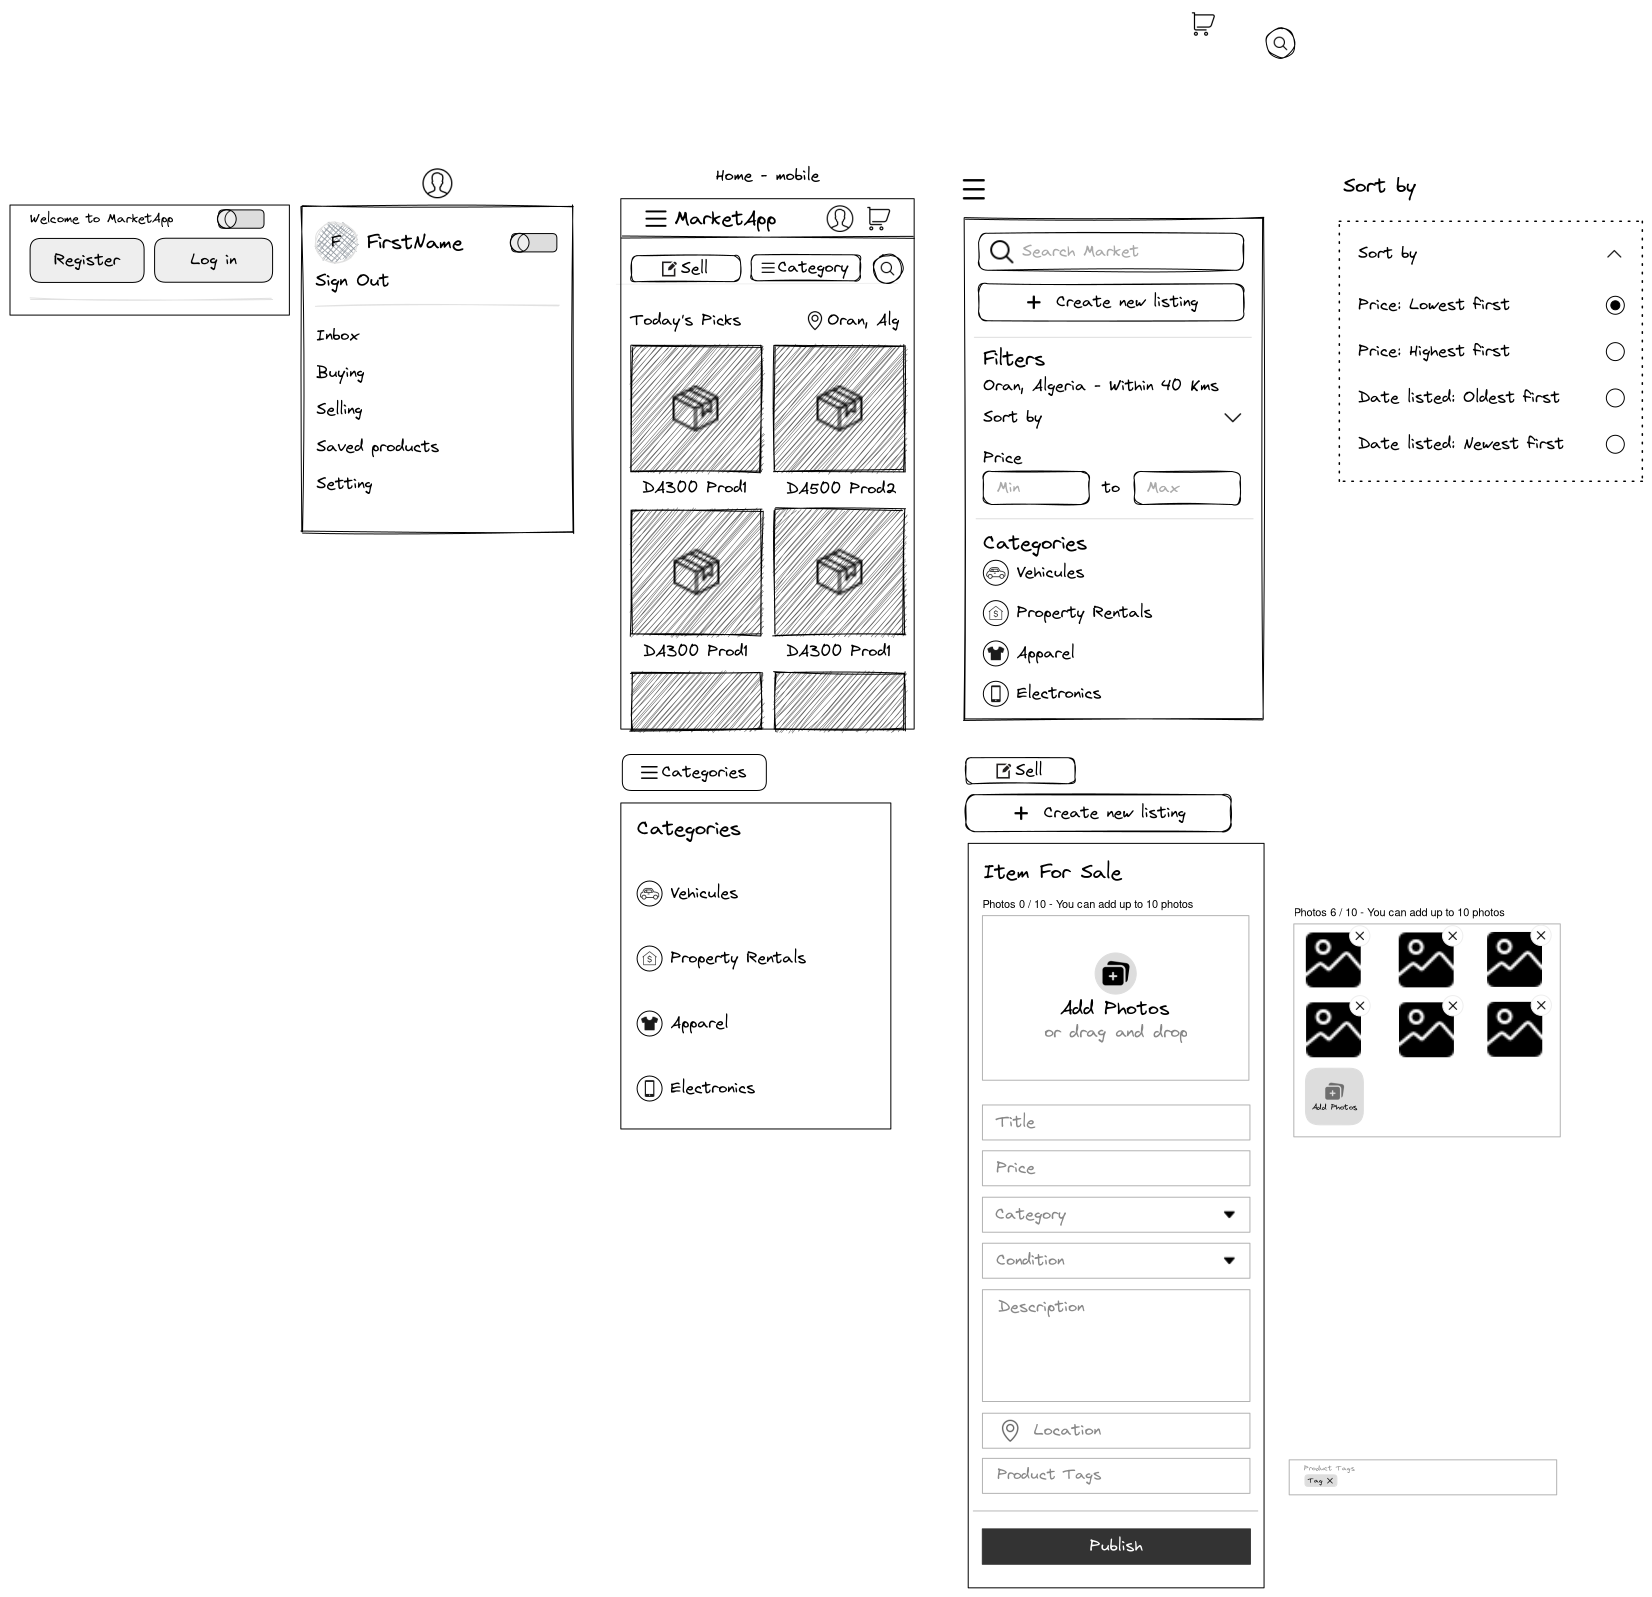 Welcome to MarketApp
Register
Log in
F
FirstName
Sign Out
Inbox
Buying
Selling
Saved products
Setting
Home - mobile
MarketApp
Sell
Category
Today's Picks
Oran, Alg
DA300 Prod1
DA500 Prod2
DA300 Prod1
DA300 Prod1
Categories
Categories
Vehicules
Property Rentals
Apparel
Electronics
Search Market
+ Create new listing
Filters
Oran, Algeria - Within 40 Kms
Sort by
Price
Min
to
Max
Categories
Vehicules
Property Rentals
Apparel
Electronics
Sell
+ Create new listing
Item For Sale
Photos 0 / 10 - You can add up to 10 photos
Add Photos
or drag and drop
Title
Price
Category
Condition
Description
Location
Product Tags
Publish
Sort by
Sort by
Price: Lowest first
Price: Highest first
Date listed: Oldest first
Date listed: Newest first
Photos 6 / 10 - You can add up to 10 photos
Add Photos
Product Tags
Tag X